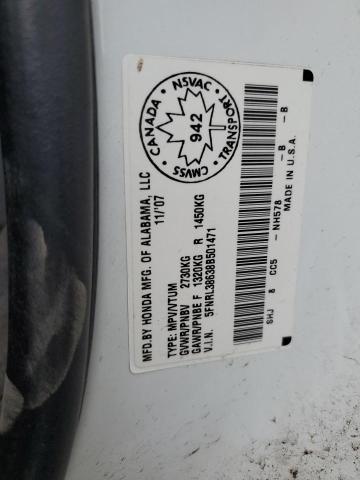 MFD.BY HONDA MFG. OF ALABAMA, LLC
11/'07
CANADA
NSVAC
TRANSPORT
CMVSS
942
TYPE: MPV/VTUM
GVWR/PNBV 2730KG
GAWR/PNBE F 1320KG R 1450KG
V.I.N. 5FNRL38638B501471
SHJ 8 CC5 - NH578 - B - B
MADE IN U.S.A.